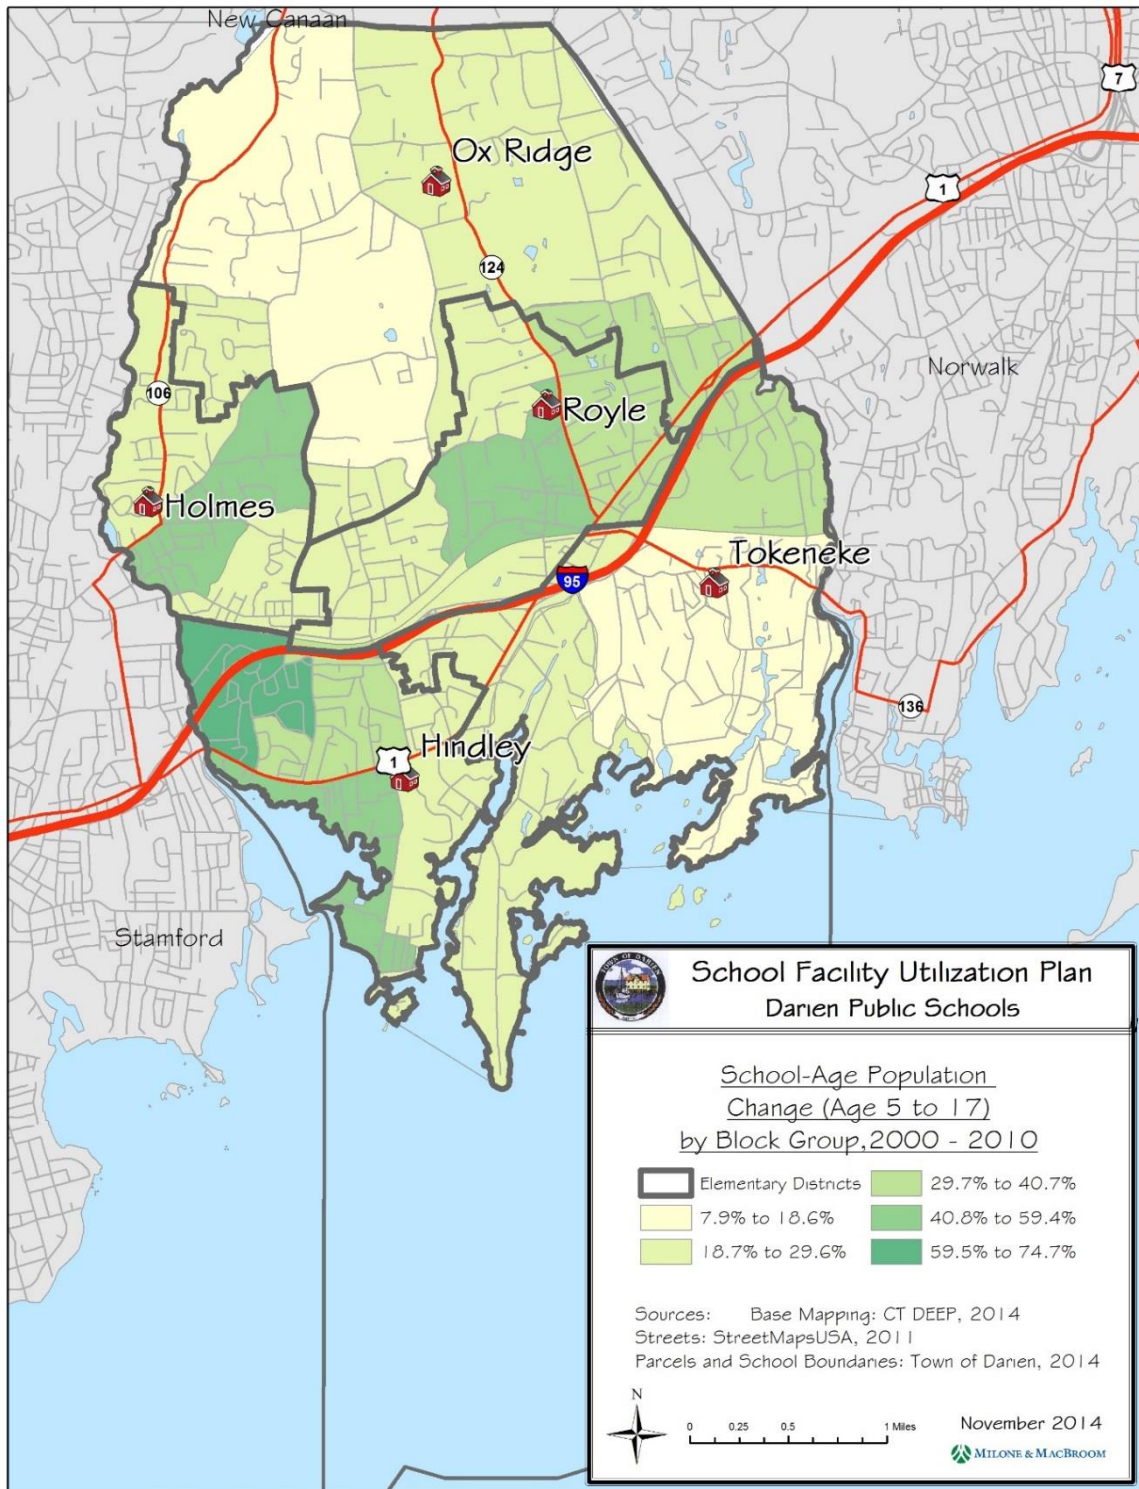 New Canaan
7
Ox Ridge
1
124
Norwalk
106
Royle
Holmes
Tokeneke
95
136
Hindley
1
Stamford
TOWN OF DARIEN
School Facility Utilization Plan
Darien Public Schools
School-Age Population
Change (Age 5 to 17)
by Block Group, 2000 - 2010
Elementary Districts
29.7% to 40.7%
7.9% to 18.6%
40.8% to 59.4%
18.7% to 29.6%
59.5% to 74.7%
Sources: Base Mapping: CT DEEP, 2014
Streets: StreetMapsUSA, 2011
Parcels and School Boundaries: Town of Darien, 2014
N
0 0.25 0.5 1 Miles
November 2014
MILONE & MACBROOM